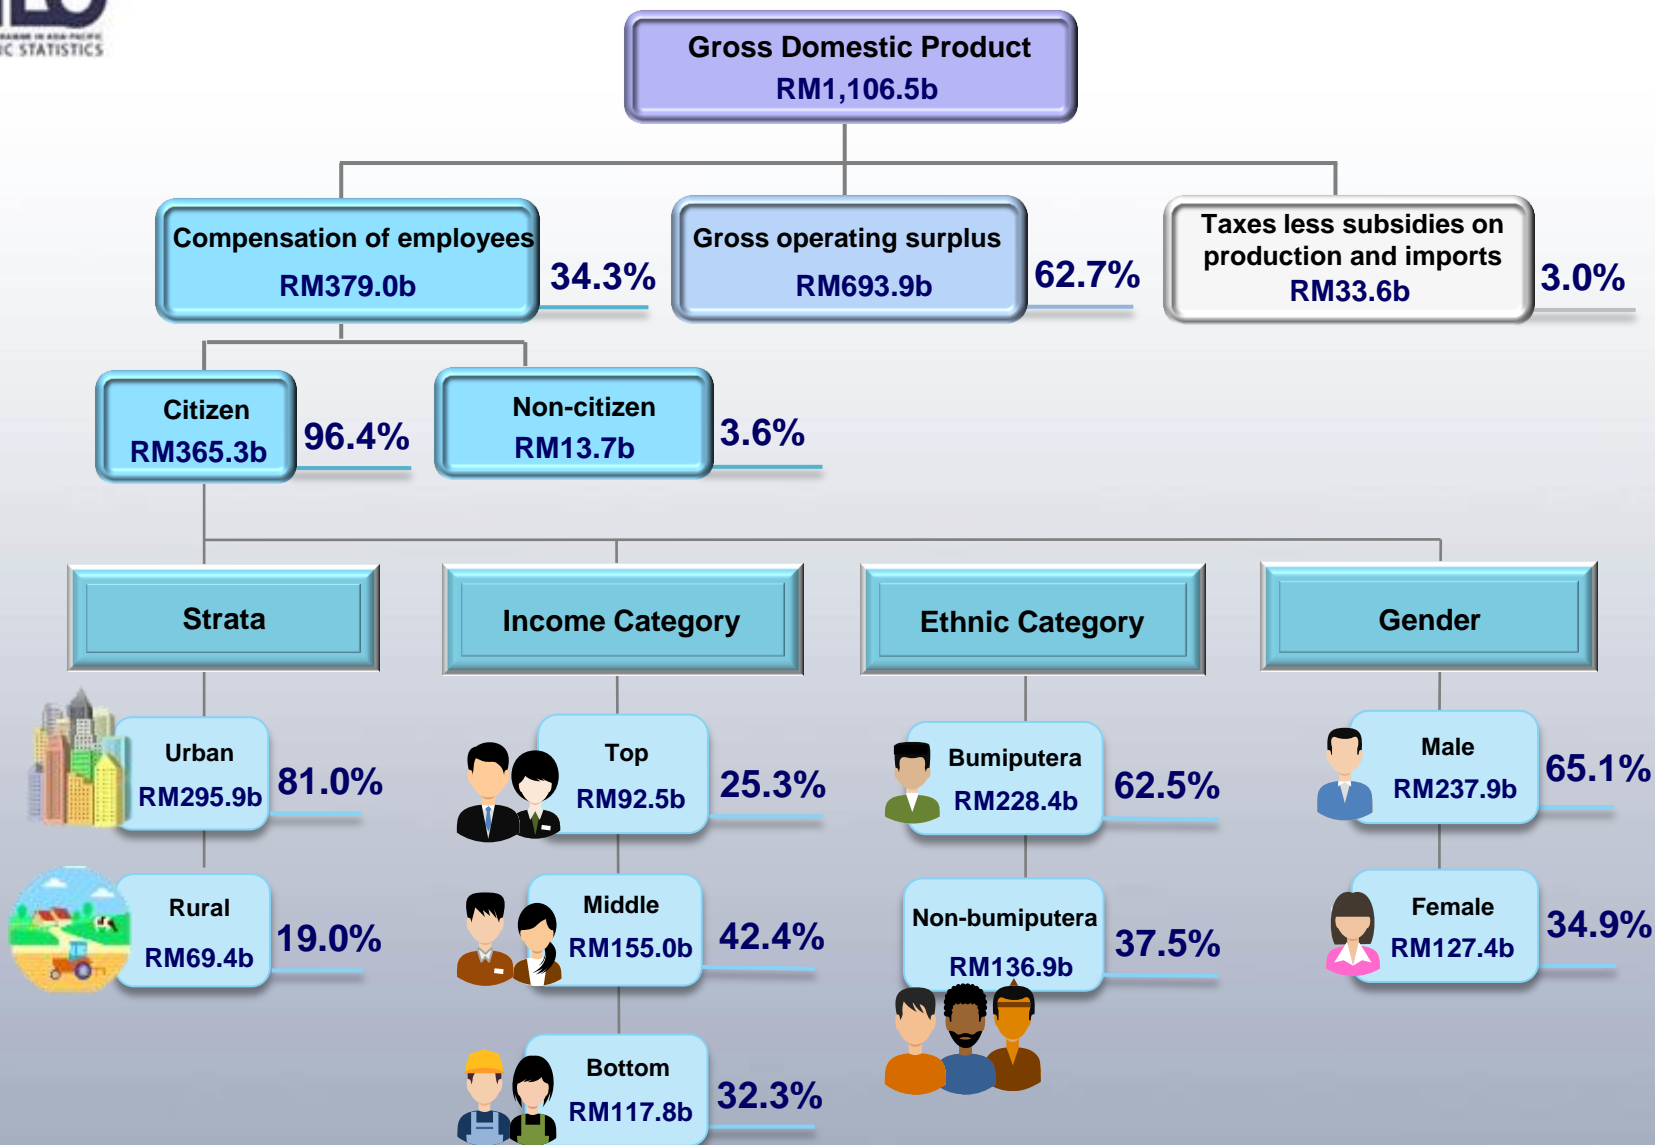 IC STATISTICS
Gross Domestic Product
RM1,106.5b
Compensation of employees
RM379.0b
34.3%
Gross operating surplus
RM693.9b
62.7%
Taxes less subsidies on
production and imports
RM33.6b
3.0%
Citizen
RM365.3b
96.4%
Non-citizen
RM13.7b
3.6%
Strata
Income Category
Ethnic Category
Gender
Urban
RM295.9b
81.0%
Top
RM92.5b
25.3%
Bumiputera
RM228.4b
62.5%
Male
RM237.9b
65.1%
Rural
RM69.4b
19.0%
Middle
RM155.0b
42.4%
Non-bumiputera
RM136.9b
37.5%
Female
RM127.4b
34.9%
Bottom
RM117.8b
32.3%